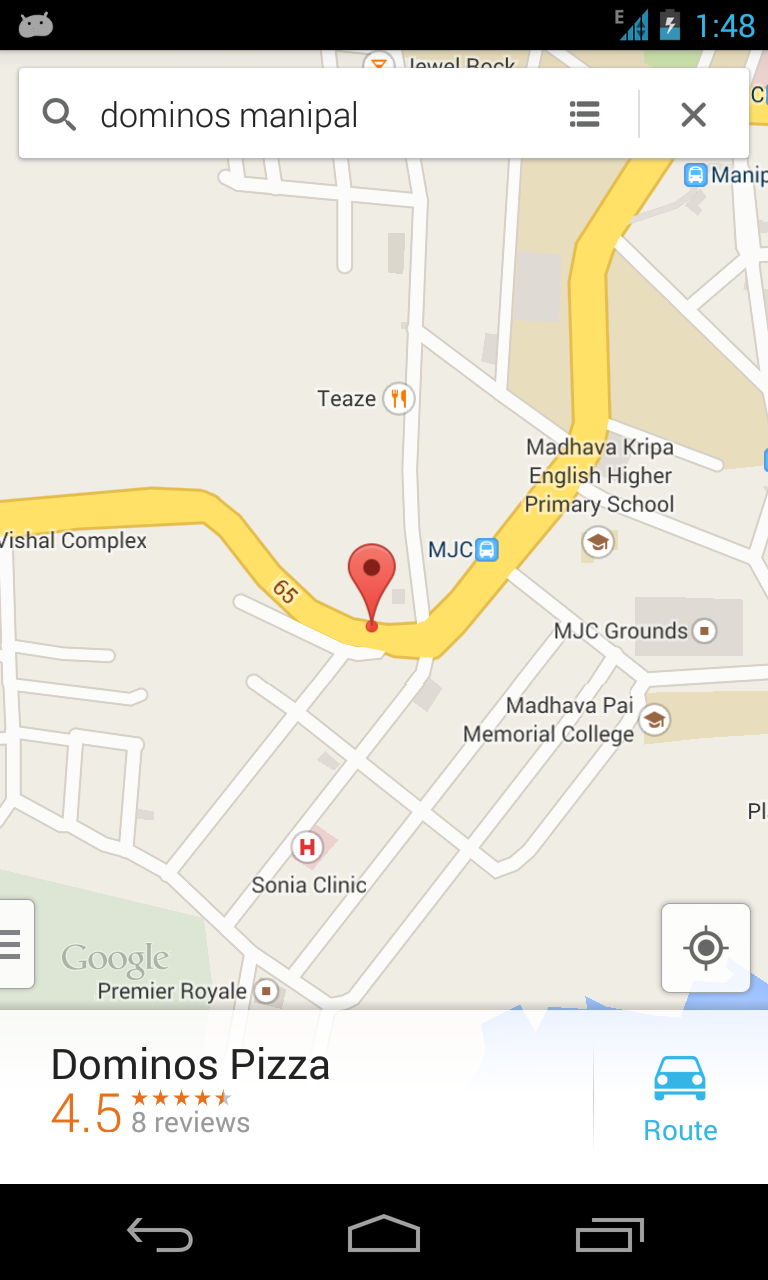 E
1:48
Jewel Rock
dominos manipal
Manip
Teaze
Madhava Kripa
English Higher
Primary School
Vishal Complex
MJC
65
MJC Grounds
Madhava Pai
Memorial College
Pl
H
Sonia Clinic
Google
Premier Royale
Dominos Pizza
4.5
8 reviews
Route